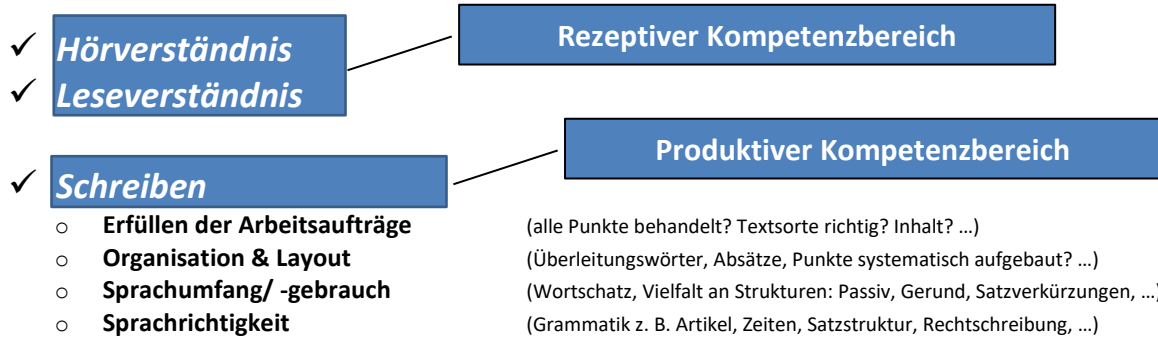 ✓ Hörverständnis
Rezeptiver Kompetenzbereich
✓ Leseverständnis
Produktiver Kompetenzbereich
✓ Schreiben
o Erfüllen der Arbeitsaufträge (alle Punkte behandelt? Textsorte richtig? Inhalt? …)
o Organisation & Layout (Überleitungswörter, Absätze, Punkte systematisch aufgebaut? …)
o Sprachumfang/ -gebrauch (Wortschatz, Vielfalt an Strukturen: Passiv, Gerund, Satzverkürzungen, …)
o Sprachrichtigkeit (Grammatik z. B. Artikel, Zeiten, Satzstruktur, Rechtschreibung, …)